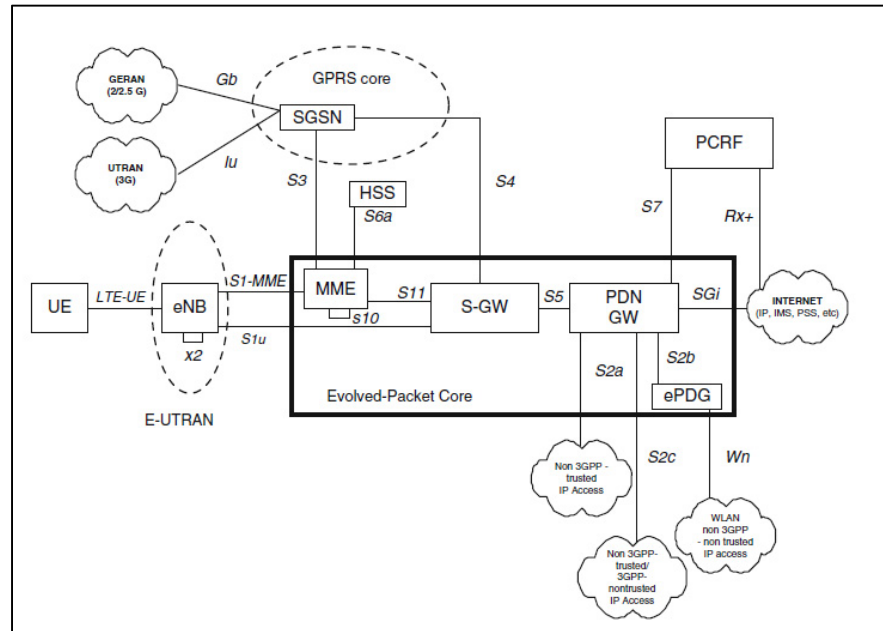 GERAN
(2/2.5 G)
Gb
GPRS core
SGSN
UTRAN
(3G)
Iu
S3
S4
PCRF
HSS
S6a
S7
Rx+
UE
LTE-UE
eNB
S1-MME
MME
S11
S-GW
S5
PDN
GW
SGi
INTERNET
(IP, IMS, PSS, etc)
x2
S1u
s10
S2a
S2b
ePDG
Evolved-Packet Core
E-UTRAN
Non 3GPP -
trusted
IP Access
S2c
Wn
WLAN
non 3GPP
- non trusted
IP access
Non 3GPP-
trusted/
3GPP-
nontrusted
IP Access